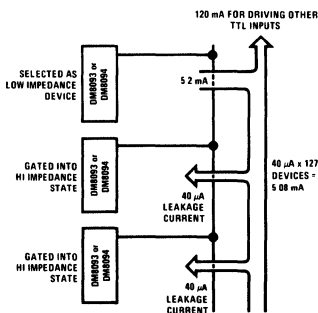 120 mA FOR DRIVING OTHER
TTL INPUTS
SELECTED AS
LOW IMPEDANCE
DEVICE
DM8093 or
DM8094
5 2 mA
GATED INTO
HI IMPEDANCE
STATE
DM8093 or
DM8094
40 µA
LEAKAGE
CURRENT
40 µA x 127
DEVICES =
5 08 mA
GATED INTO
HI IMPEDANCE
STATE
DM8093 or
DM8094
40 µA
LEAKAGE
CURRENT